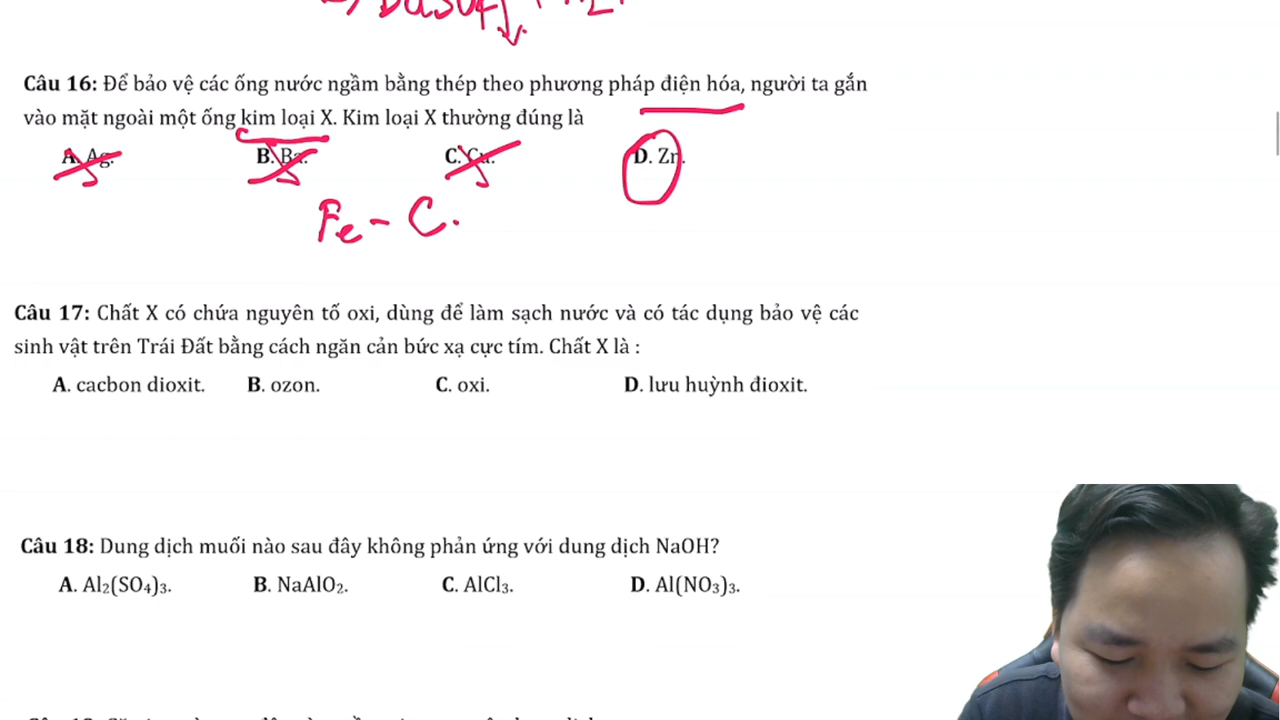 Câu 16: Để bảo vệ các ống nước ngầm bằng thép theo phương pháp điện hóa, người ta gắn
vào mặt ngoài một ống kim loại X. Kim loại X thường đúng là
A. Ag. B. Ba. C. Cu. D. Zn.
Fe - C.
Câu 17: Chất X có chứa nguyên tố oxi, dùng để làm sạch nước và có tác dụng bảo vệ các
sinh vật trên Trái Đất bằng cách ngăn cản bức xạ cực tím. Chất X là :
A. cacbon dioxit. B. ozon. C. oxi. D. lưu huỳnh đioxit.
Câu 18: Dung dịch muối nào sau đây không phản ứng với dung dịch NaOH?
A. Al₂(SO₄)₃. B. NaAlO₂. C. AlCl₃. D. Al(NO₃)₃.